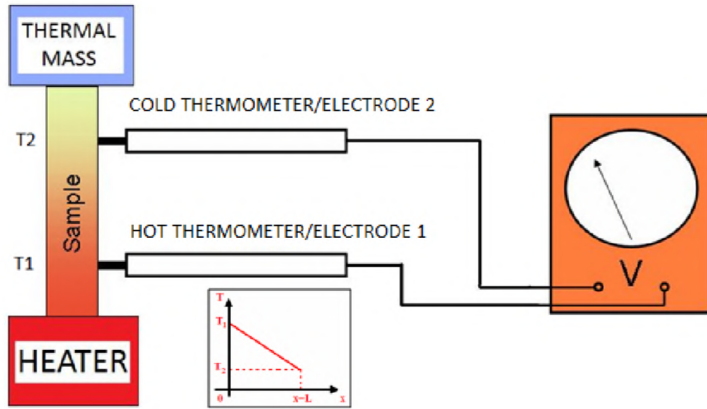 THERMAL
MASS
COLD THERMOMETER/ELECTRODE 2
T2
Sample
HOT THERMOMETER/ELECTRODE 1
T1
V
HEATER
T
T₁
T₂
0
x=L
x